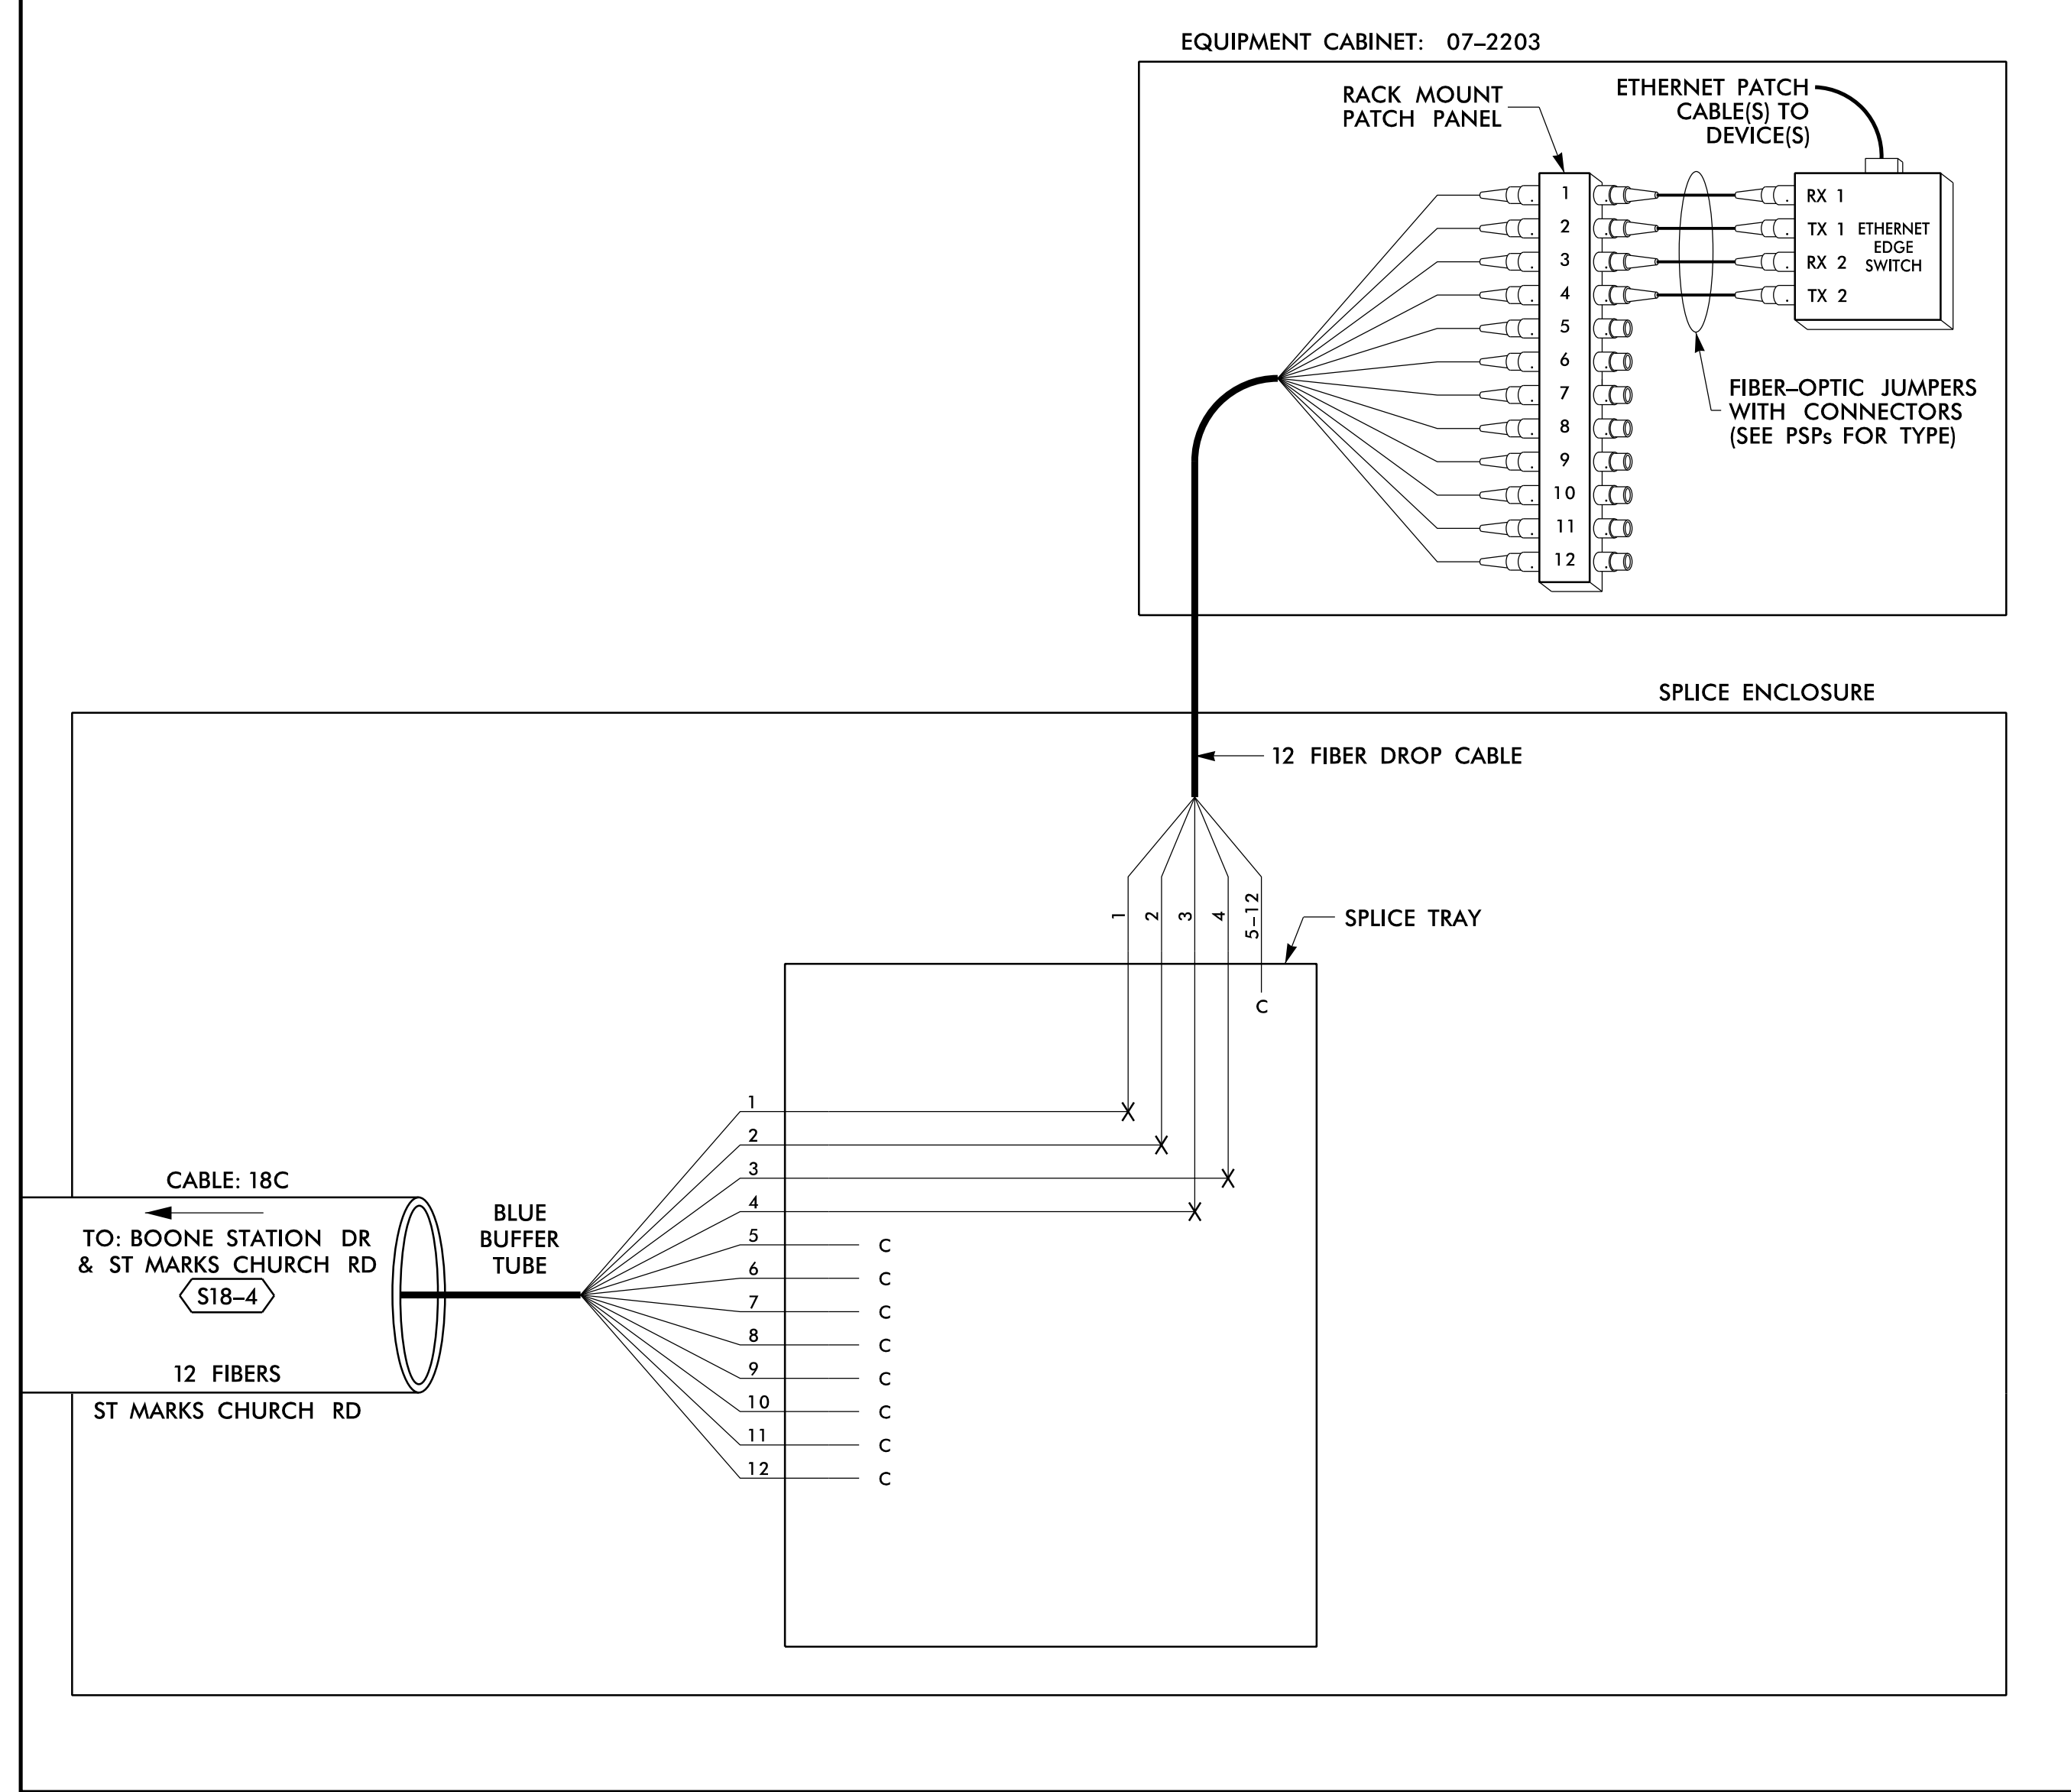 EQUIPMENT CABINET: 07–2203
RACK MOUNT
PATCH PANEL
ETHERNET PATCH
CABLE(S) TO
DEVICE(S)
1
2
3
4
5
6
7
8
9
10
11
12
RX 1
TX 1
RX 2
TX 2
ETHERNET
EDGE
SWITCH
FIBER–OPTIC JUMPERS
WITH CONNECTORS
(SEE PSPs FOR TYPE)
SPLICE ENCLOSURE
12 FIBER DROP CABLE
1
2
3
4
5–12
SPLICE TRAY
C
CABLE: 18C
TO: BOONE STATION DR
& ST MARKS CHURCH RD
S18–4
12 FIBERS
ST MARKS CHURCH RD
BLUE
BUFFER
TUBE
1
2
3
4
5 C
6 C
7 C
8 C
9 C
10 C
11 C
12 C